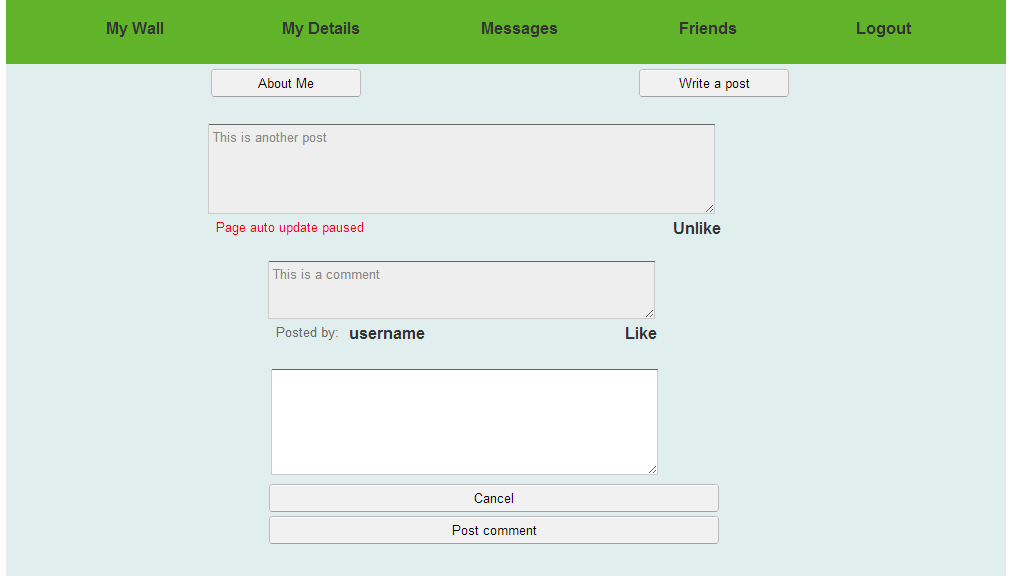 My Wall My Details Messages Friends Logout
About Me Write a post
This is another post
Page auto update paused Unlike
This is a comment
Posted by: username Like
Cancel
Post comment